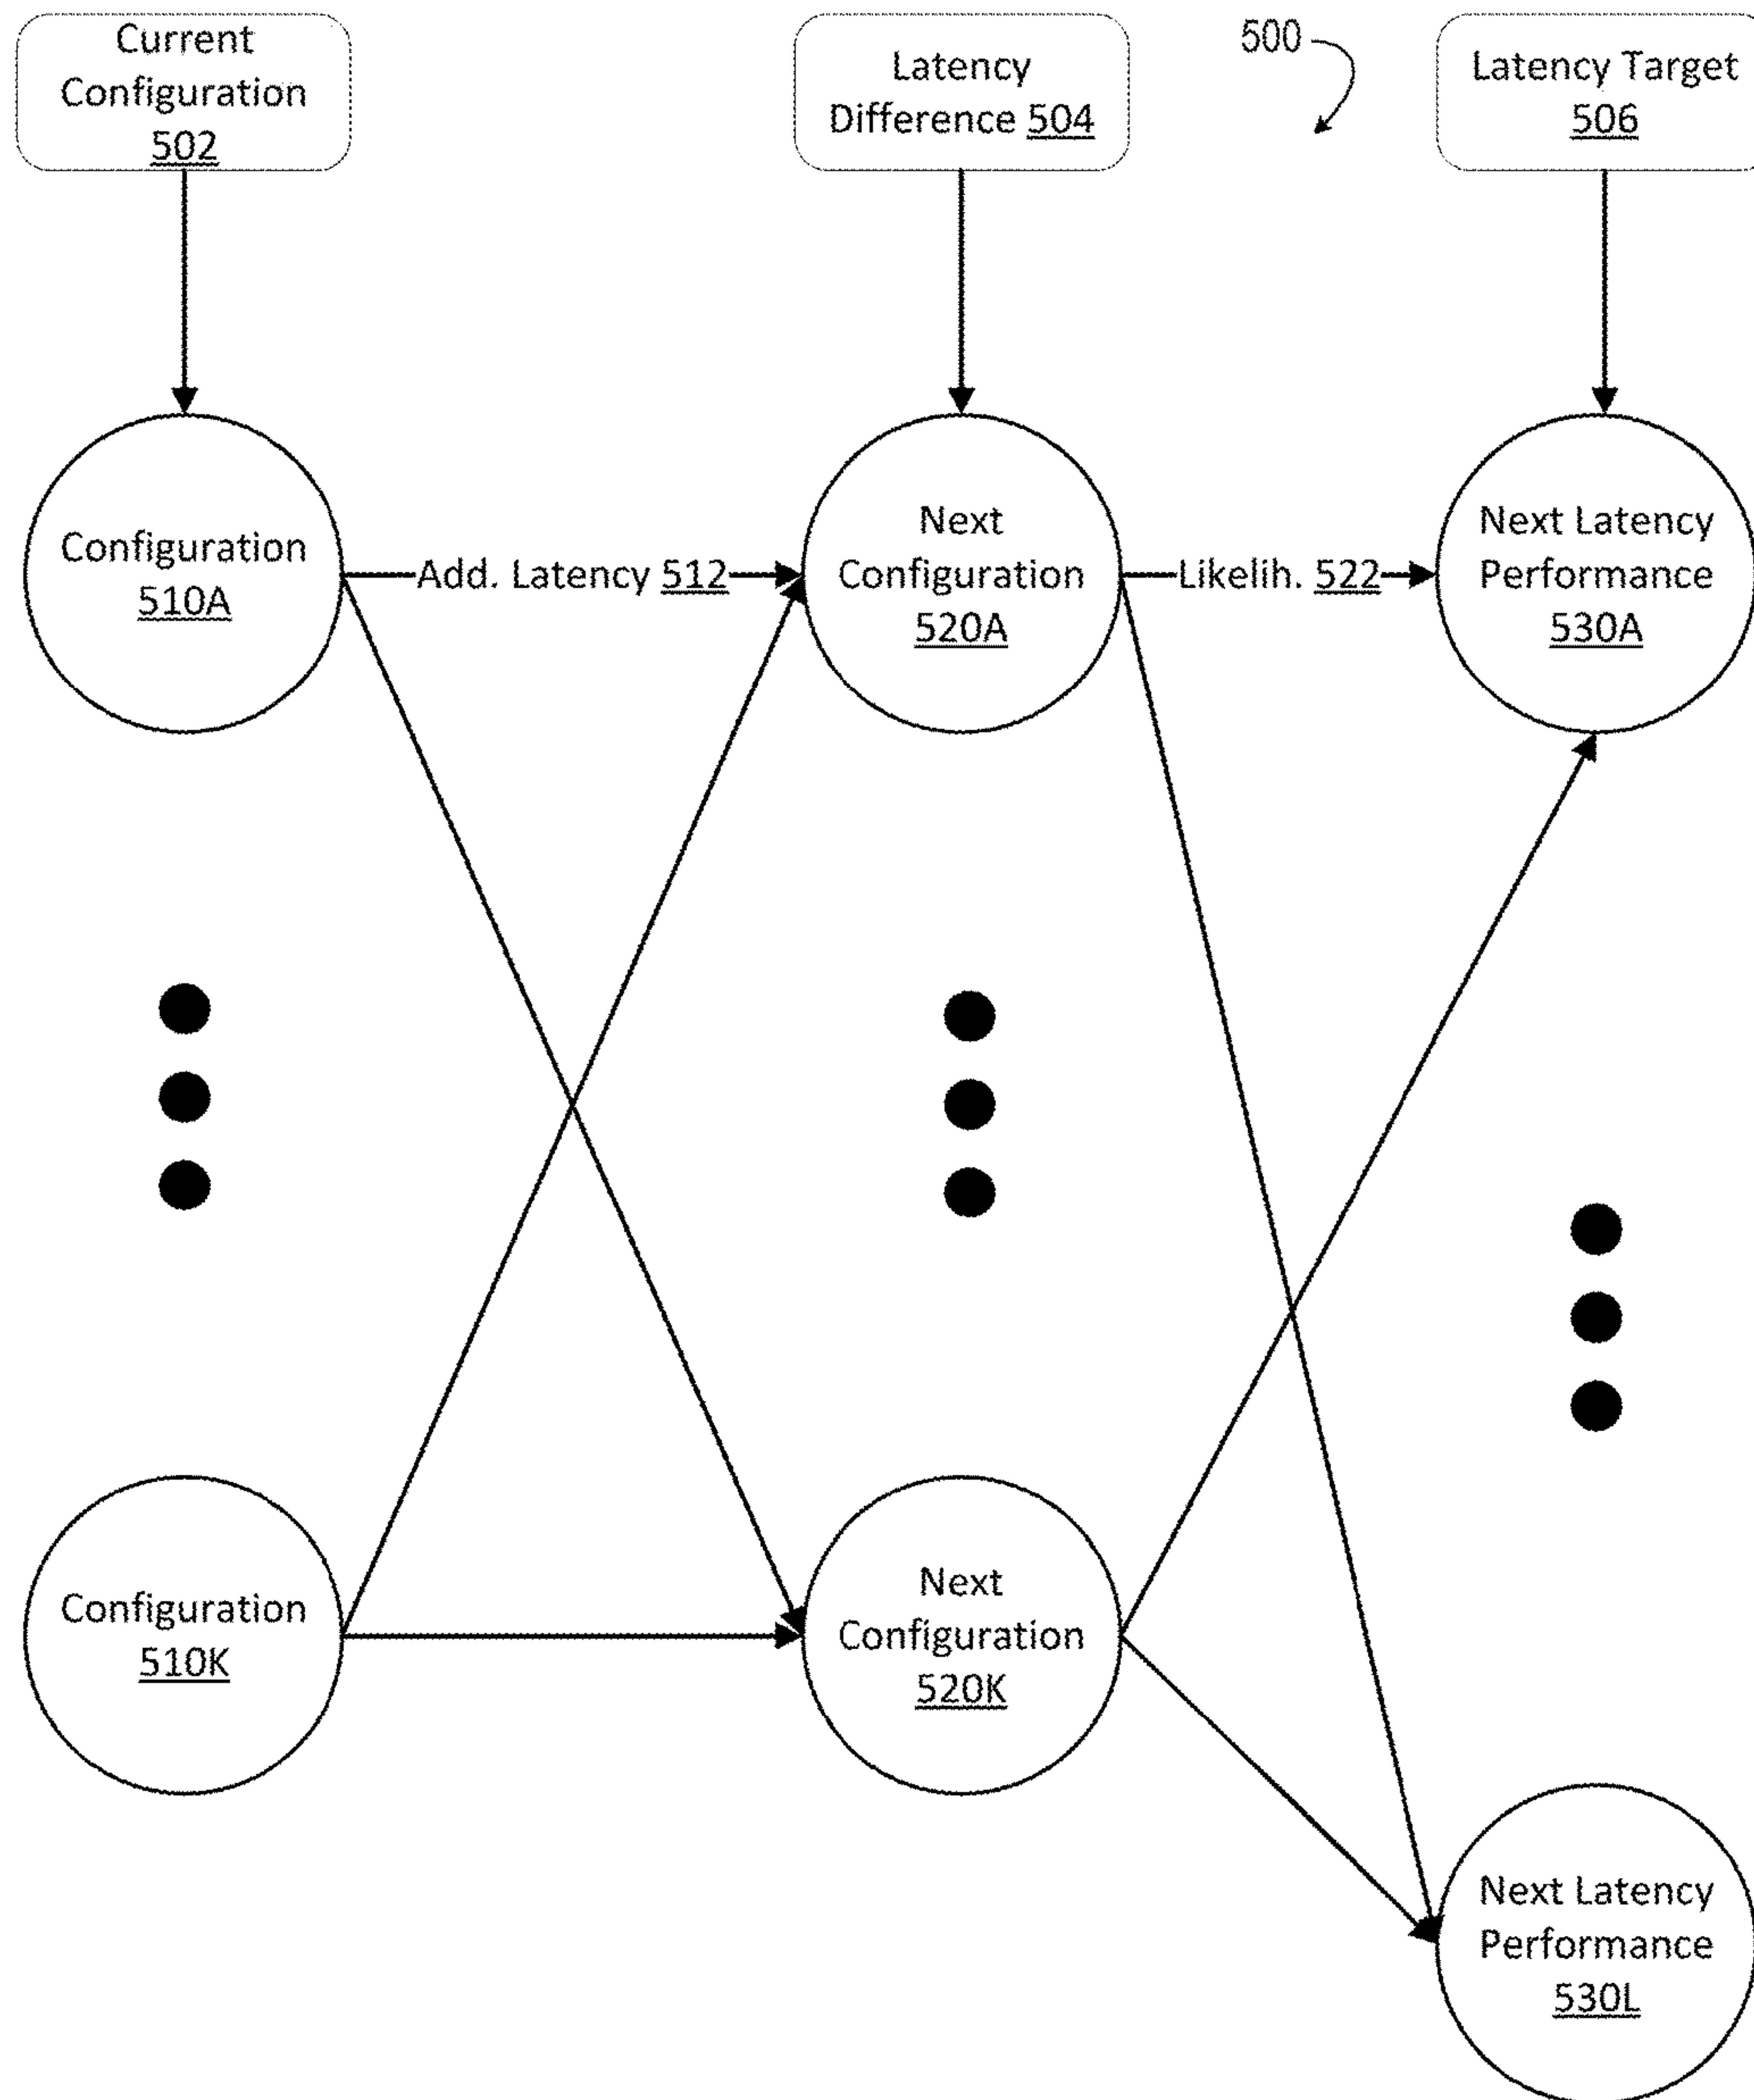 Current
Configuration
502
Latency
Difference 504
500
Latency Target
506
Configuration
510A
Add. Latency 512
Next
Configuration
520A
Likelih. 522
Next Latency
Performance
530A
Configuration
510K
Next
Configuration
520K
Next Latency
Performance
530L